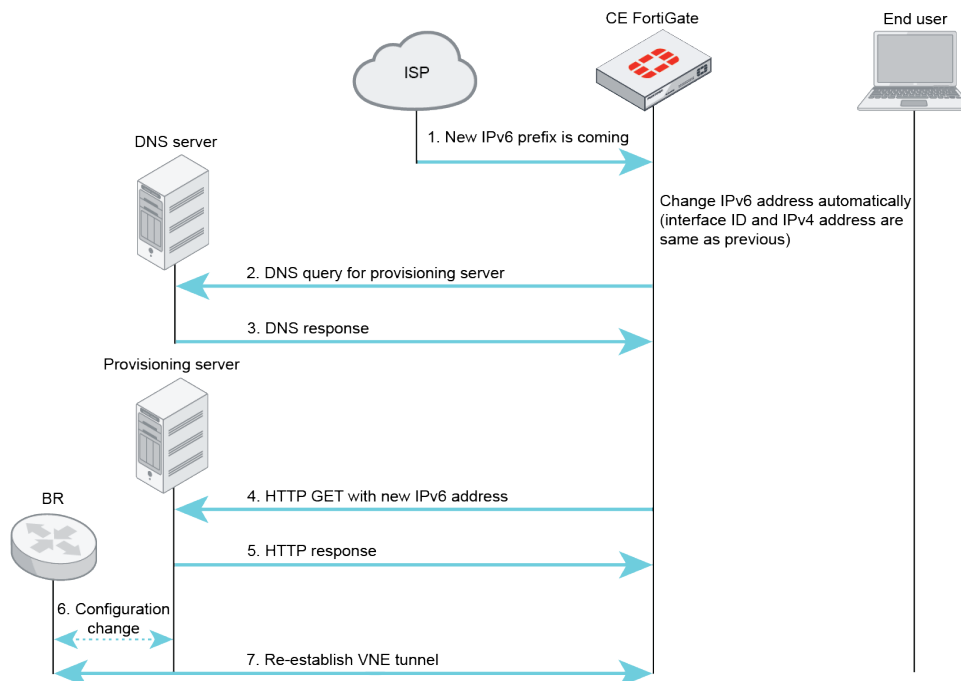 CE FortiGate
End user
ISP
1. New IPv6 prefix is coming
DNS server
Change IPv6 address automatically
(interface ID and IPv4 address are
same as previous)
2. DNS query for provisioning server
3. DNS response
Provisioning server
4. HTTP GET with new IPv6 address
BR
5. HTTP response
6. Configuration
change
7. Re-establish VNE tunnel